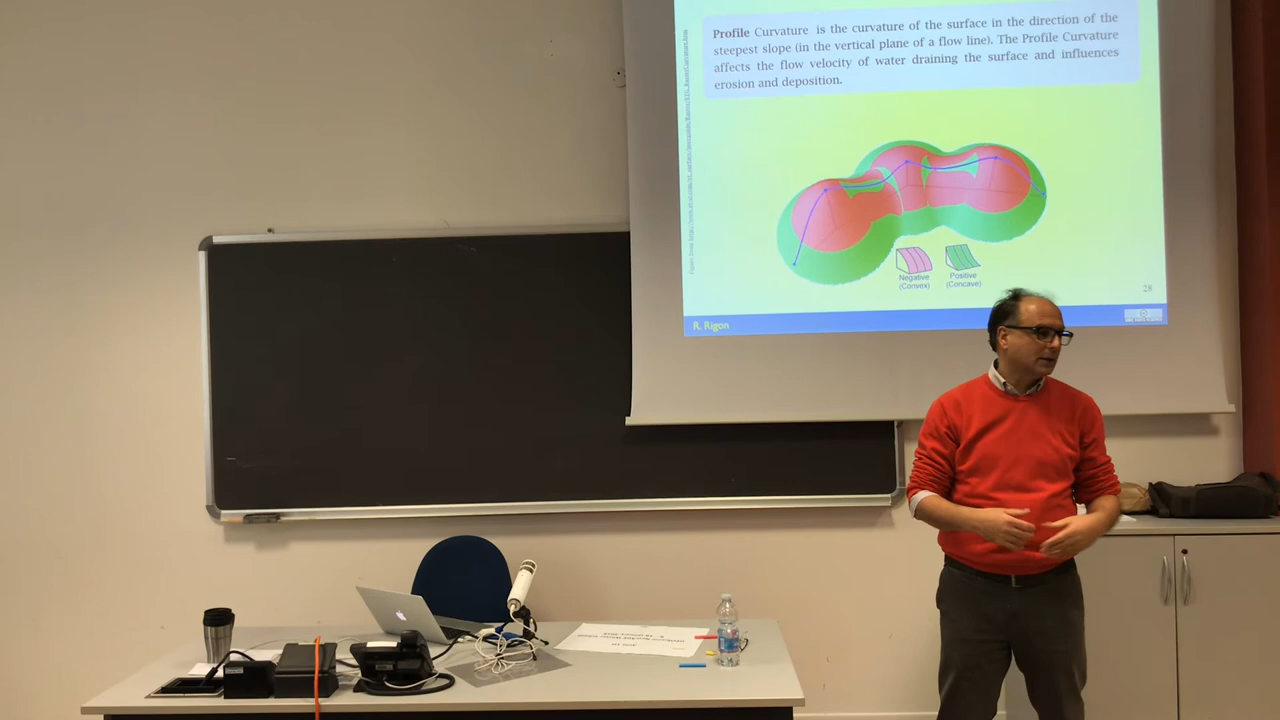 Profile Curvature is the curvature of the surface in the direction of the
steepest slope (in the vertical plane of a flow line). The Profile Curvature
affects the flow velocity of water draining the surface and influences
erosion and deposition.
Negative
(Convex)
Positive
(Concave)
28
R. Rigon